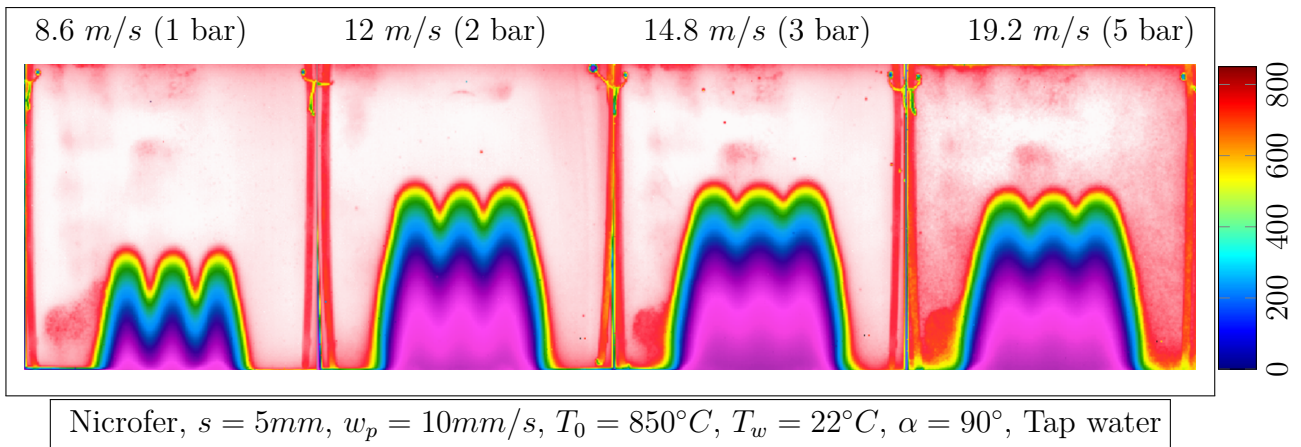 8.6 m/s (1 bar) 12 m/s (2 bar) 14.8 m/s (3 bar) 19.2 m/s (5 bar)
800
600
400
200
0
Nicrofer, s = 5mm, w_p = 10mm/s, T_0 = 850°C, T_w = 22°C, α = 90°, Tap water